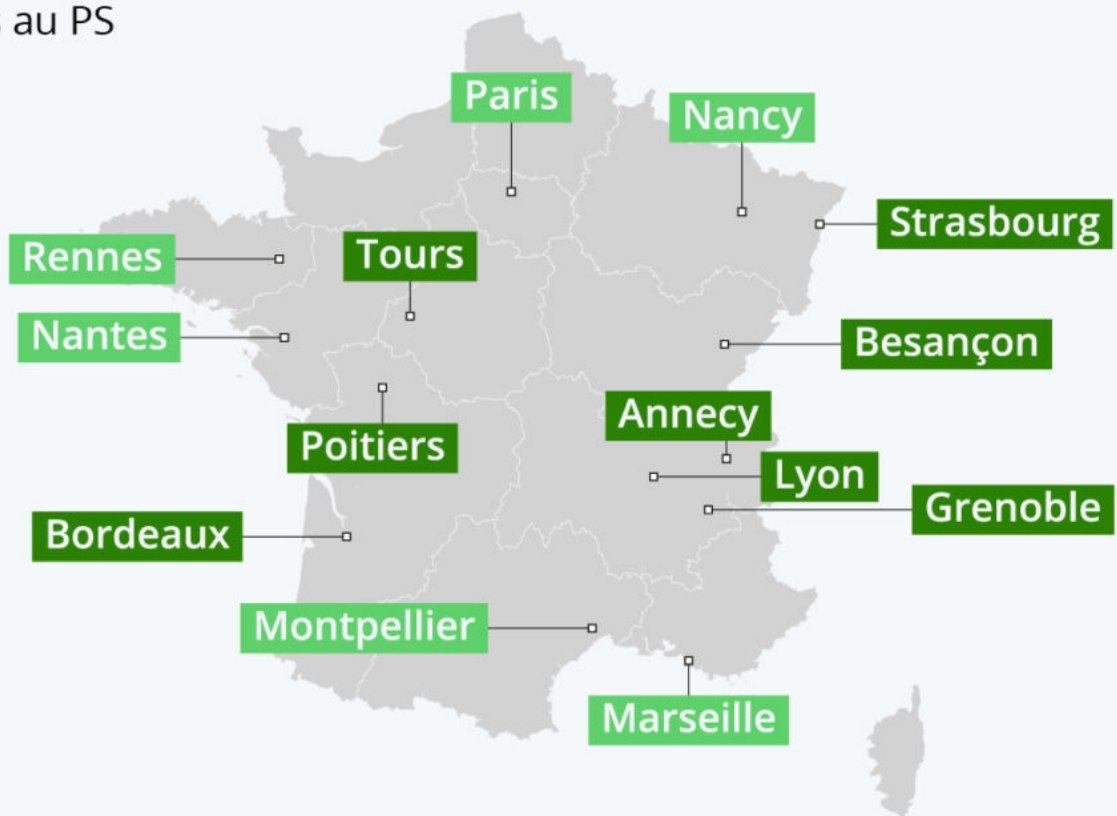 au PS
Paris
Nancy
Strasbourg
Rennes
Tours
Nantes
Besançon
Annecy
Poitiers
Lyon
Grenoble
Bordeaux
Montpellier
Marseille